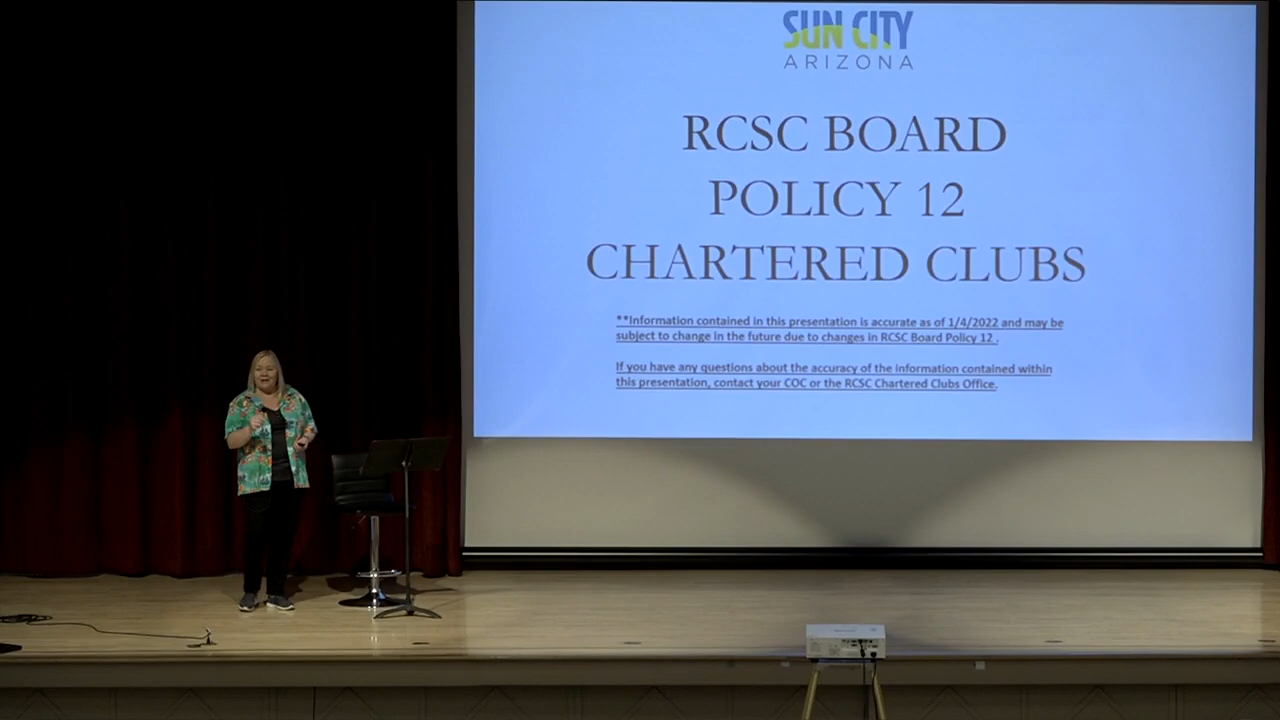 SUN CITY
ARIZONA
RCSC BOARD
POLICY 12
CHARTERED CLUBS
**Information contained in this presentation is accurate as of 1/4/2022 and may be
subject to change in the future due to changes in RCSC Board Policy 12 .
If you have any questions about the accuracy of the information contained within
this presentation, contact your COC or the RCSC Chartered Clubs Office.